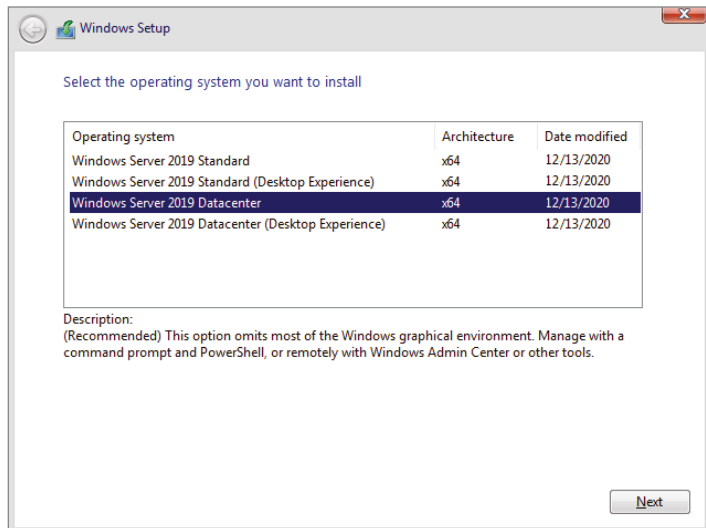 Windows Setup
Select the operating system you want to install
Operating system Architecture Date modified
Windows Server 2019 Standard x64 12/13/2020
Windows Server 2019 Standard (Desktop Experience) x64 12/13/2020
Windows Server 2019 Datacenter x64 12/13/2020
Windows Server 2019 Datacenter (Desktop Experience) x64 12/13/2020
Description:
(Recommended) This option omits most of the Windows graphical environment. Manage with a
command prompt and PowerShell, or remotely with Windows Admin Center or other tools.
Next